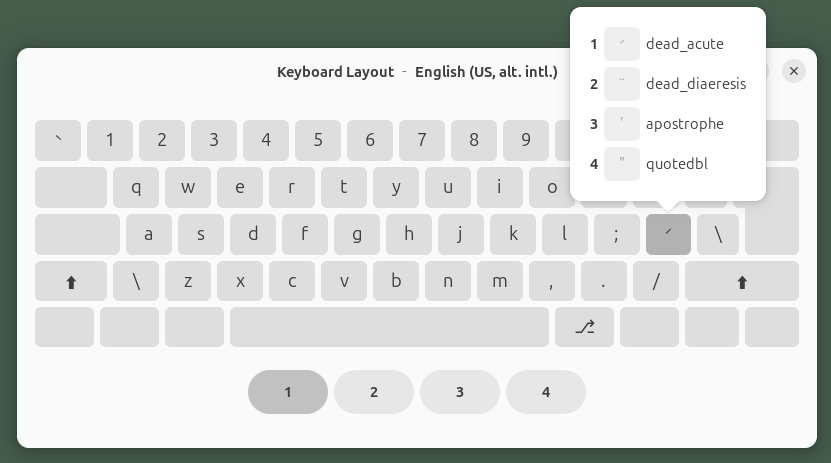 1 ´ dead_acute
Keyboard Layout - English (US, alt. intl.)
2 ¨ dead_diaeresis
3 ' apostrophe
4 " quotedbl
` 1 2 3 4 5 6 7 8 9
q w e r t y u i o
a s d f g h j k l ; ´ \
⬆ \ z x c v b n m , . / ⬆
⎇
1 2 3 4